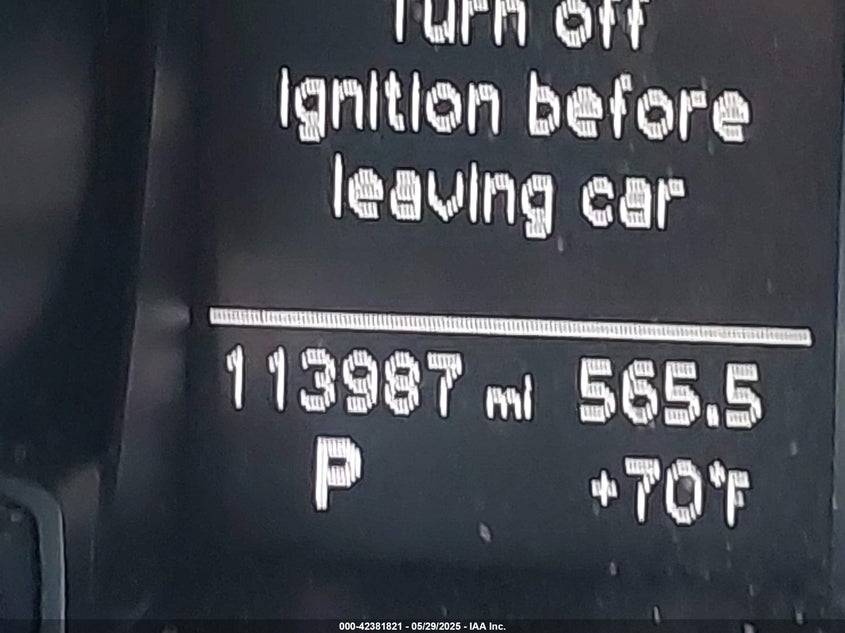 Turn off
ignition before
leaving car
113987 mi 565.5
P +70°F
000-42381821 - 05/29/2025 - IAA Inc.